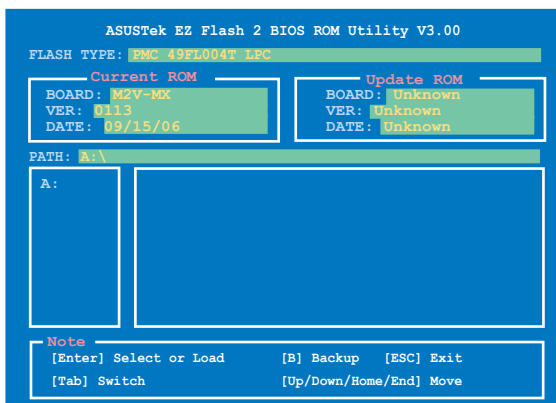 ASUSTek EZ Flash 2 BIOS ROM Utility V3.00
FLASH TYPE: PMC 49FL004T LPC
Current ROM
BOARD: M2V-MX
VER: 0113
DATE: 09/15/06
Update ROM
BOARD: Unknown
VER: Unknown
DATE: Unknown
PATH: A:\
A:
Note
[Enter] Select or Load [B] Backup [ESC] Exit
[Tab] Switch [Up/Down/Home/End] Move